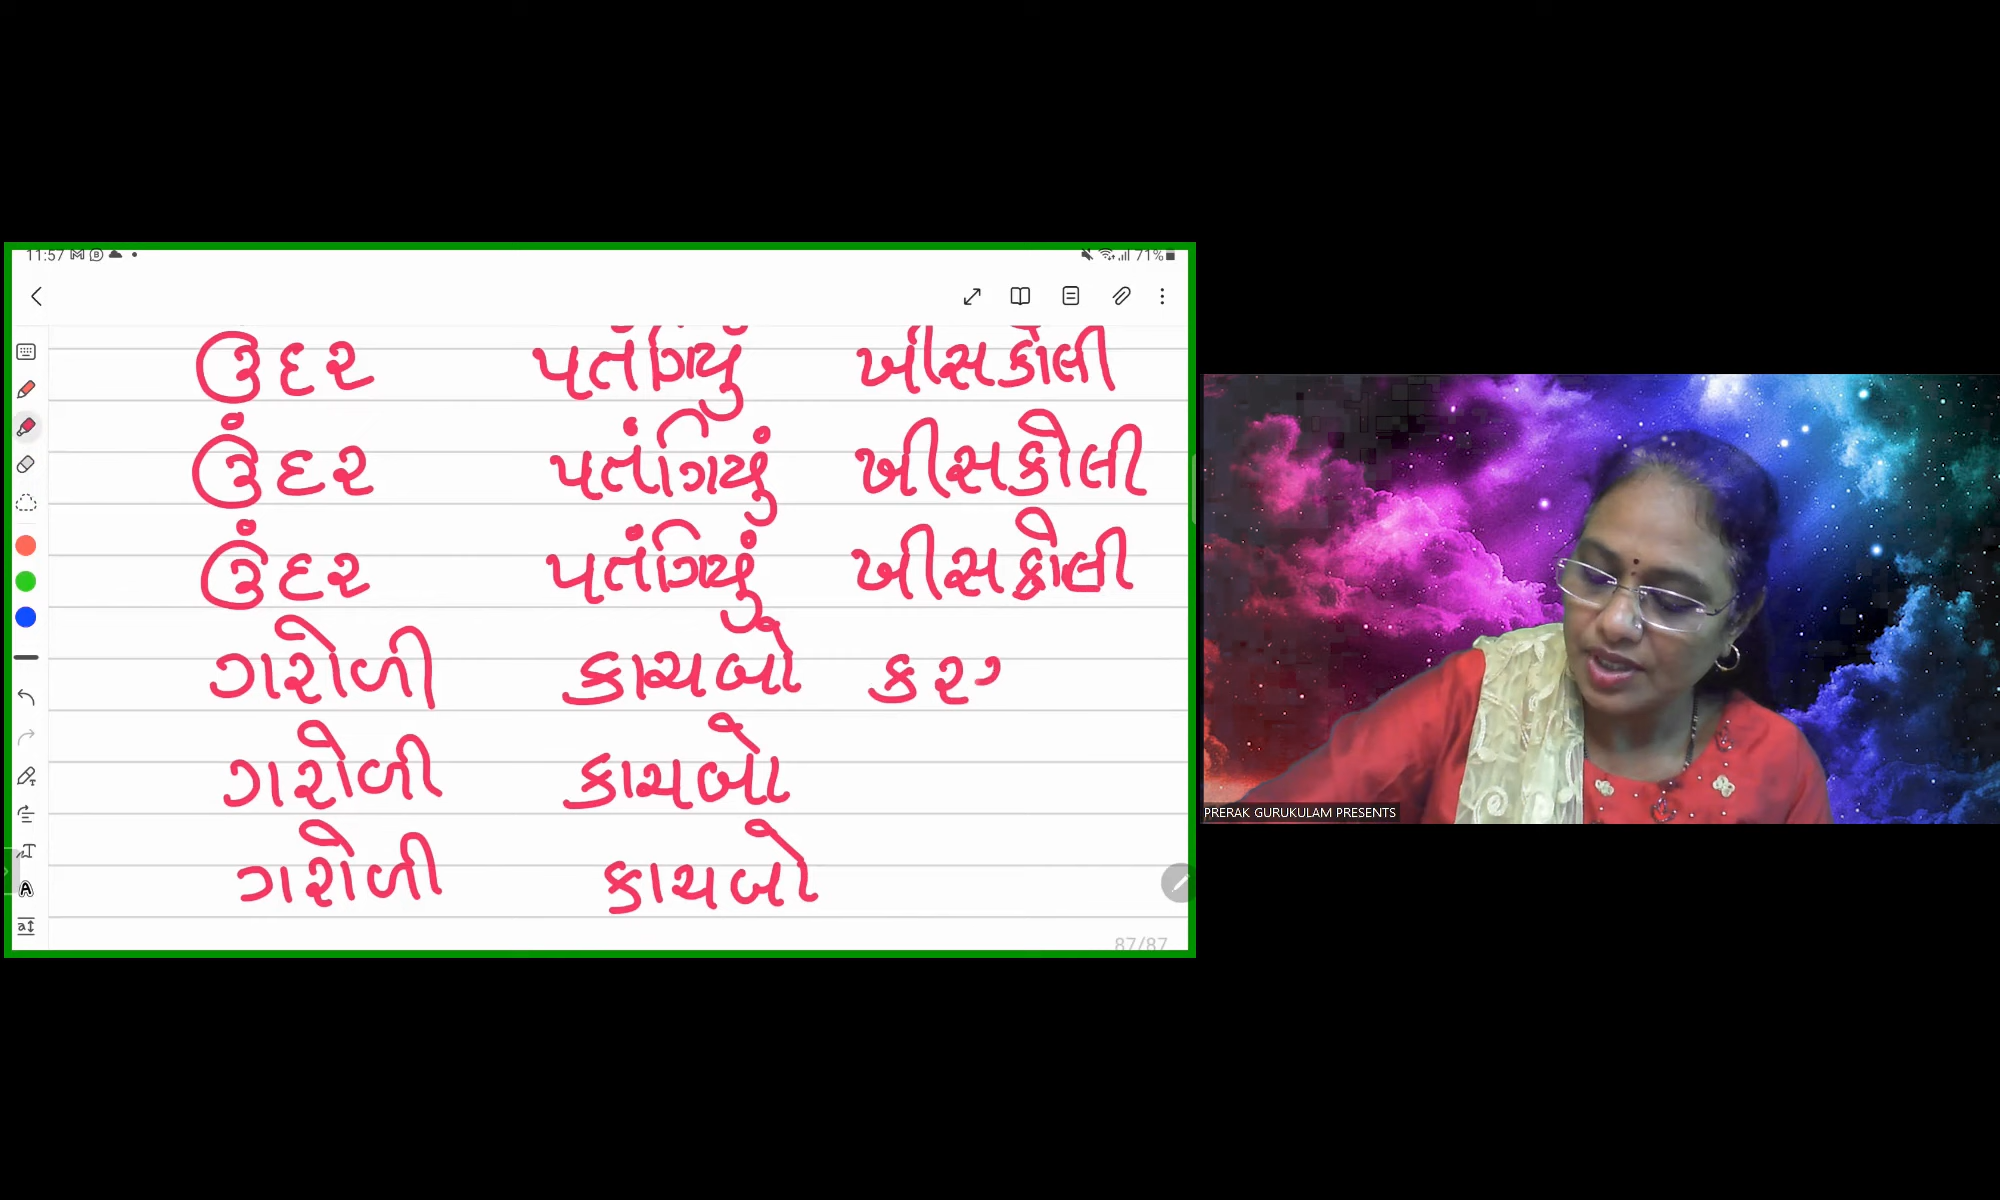 11:57 71%
ઉંદર પતંગિયું ખીસકોલી
ઉંદર પતંગિયું ખીસકોલી
ઉંદર પતંગિયું ખીસકોલી
ગરોળી કાચબો કર
ગરોળી કાચબો
ગરોળી કાચબો
87/87
PRERAK GURUKULAM PRESENTS